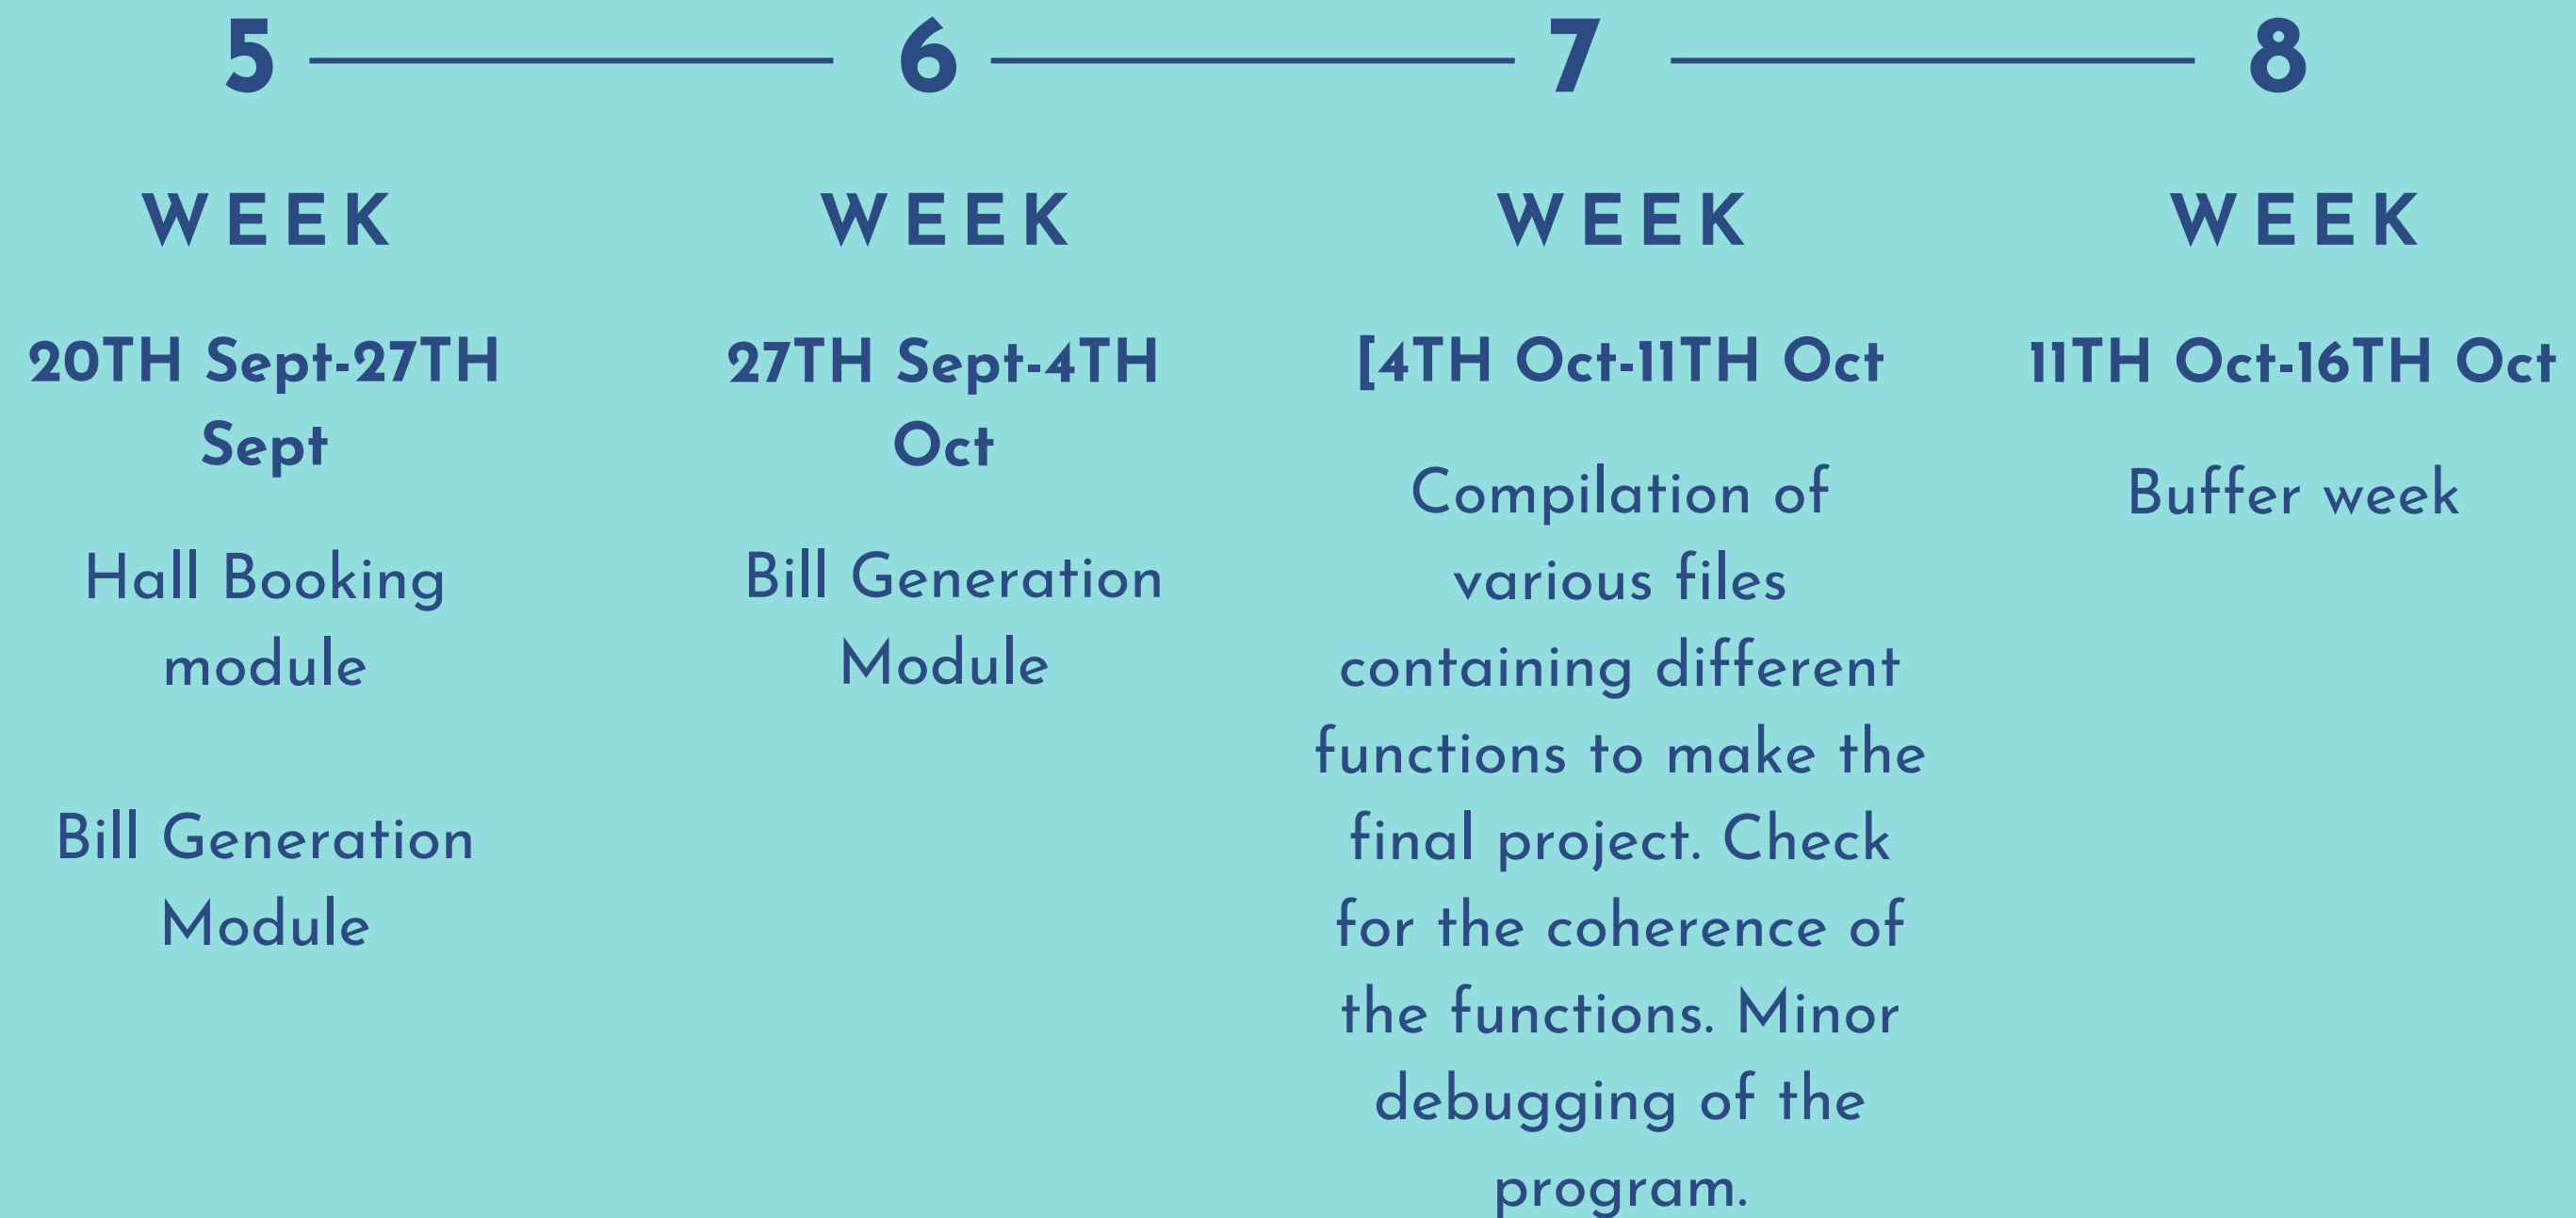 5
6
7
8
WEEK
WEEK
WEEK
WEEK
20TH Sept-27TH
Sept
Hall Booking
module
Bill Generation
Module
27TH Sept-4TH
Oct
Bill Generation
Module
[4TH Oct-11TH Oct
Compilation of
various files
containing different
functions to make the
final project. Check
for the coherence of
the functions. Minor
debugging of the
program.
11TH Oct-16TH Oct
Buffer week